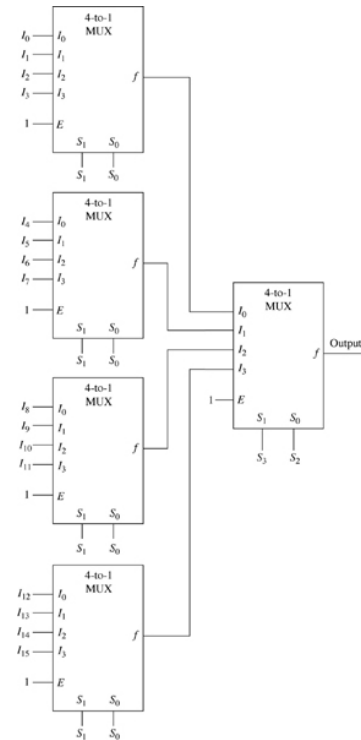 4-to-1
MUX
I₀ I₀
I₁ I₁
I₂ I₂ f
I₃ I₃
1 E
S₁ S₀
S₁ S₀
4-to-1
MUX
I₄ I₀
I₅ I₁
I₆ I₂ f
I₇ I₃
1 E
S₁ S₀
S₁ S₀
4-to-1
MUX
I₈ I₀
I₉ I₁
I₁₀ I₂ f
I₁₁ I₃
1 E
S₁ S₀
S₁ S₀
4-to-1
MUX
I₁₂ I₀
I₁₃ I₁
I₁₄ I₂ f
I₁₅ I₃
1 E
S₁ S₀
S₁ S₀
4-to-1
MUX
I₀
I₁
I₂ f Output
I₃
1 E
S₁ S₀
S₃ S₂